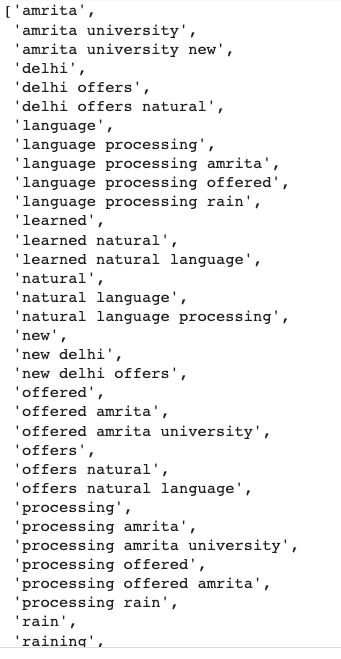 ['amrita',
'amrita university',
'amrita university new',
'delhi',
'delhi offers',
'delhi offers natural',
'language',
'language processing',
'language processing amrita',
'language processing offered',
'language processing rain',
'learned',
'learned natural',
'learned natural language',
'natural',
'natural language',
'natural language processing',
'new',
'new delhi',
'new delhi offers',
'offered',
'offered amrita',
'offered amrita university',
'offers',
'offers natural',
'offers natural language',
'processing',
'processing amrita',
'processing amrita university',
'processing offered',
'processing offered amrita',
'processing rain',
'rain',
'raining',